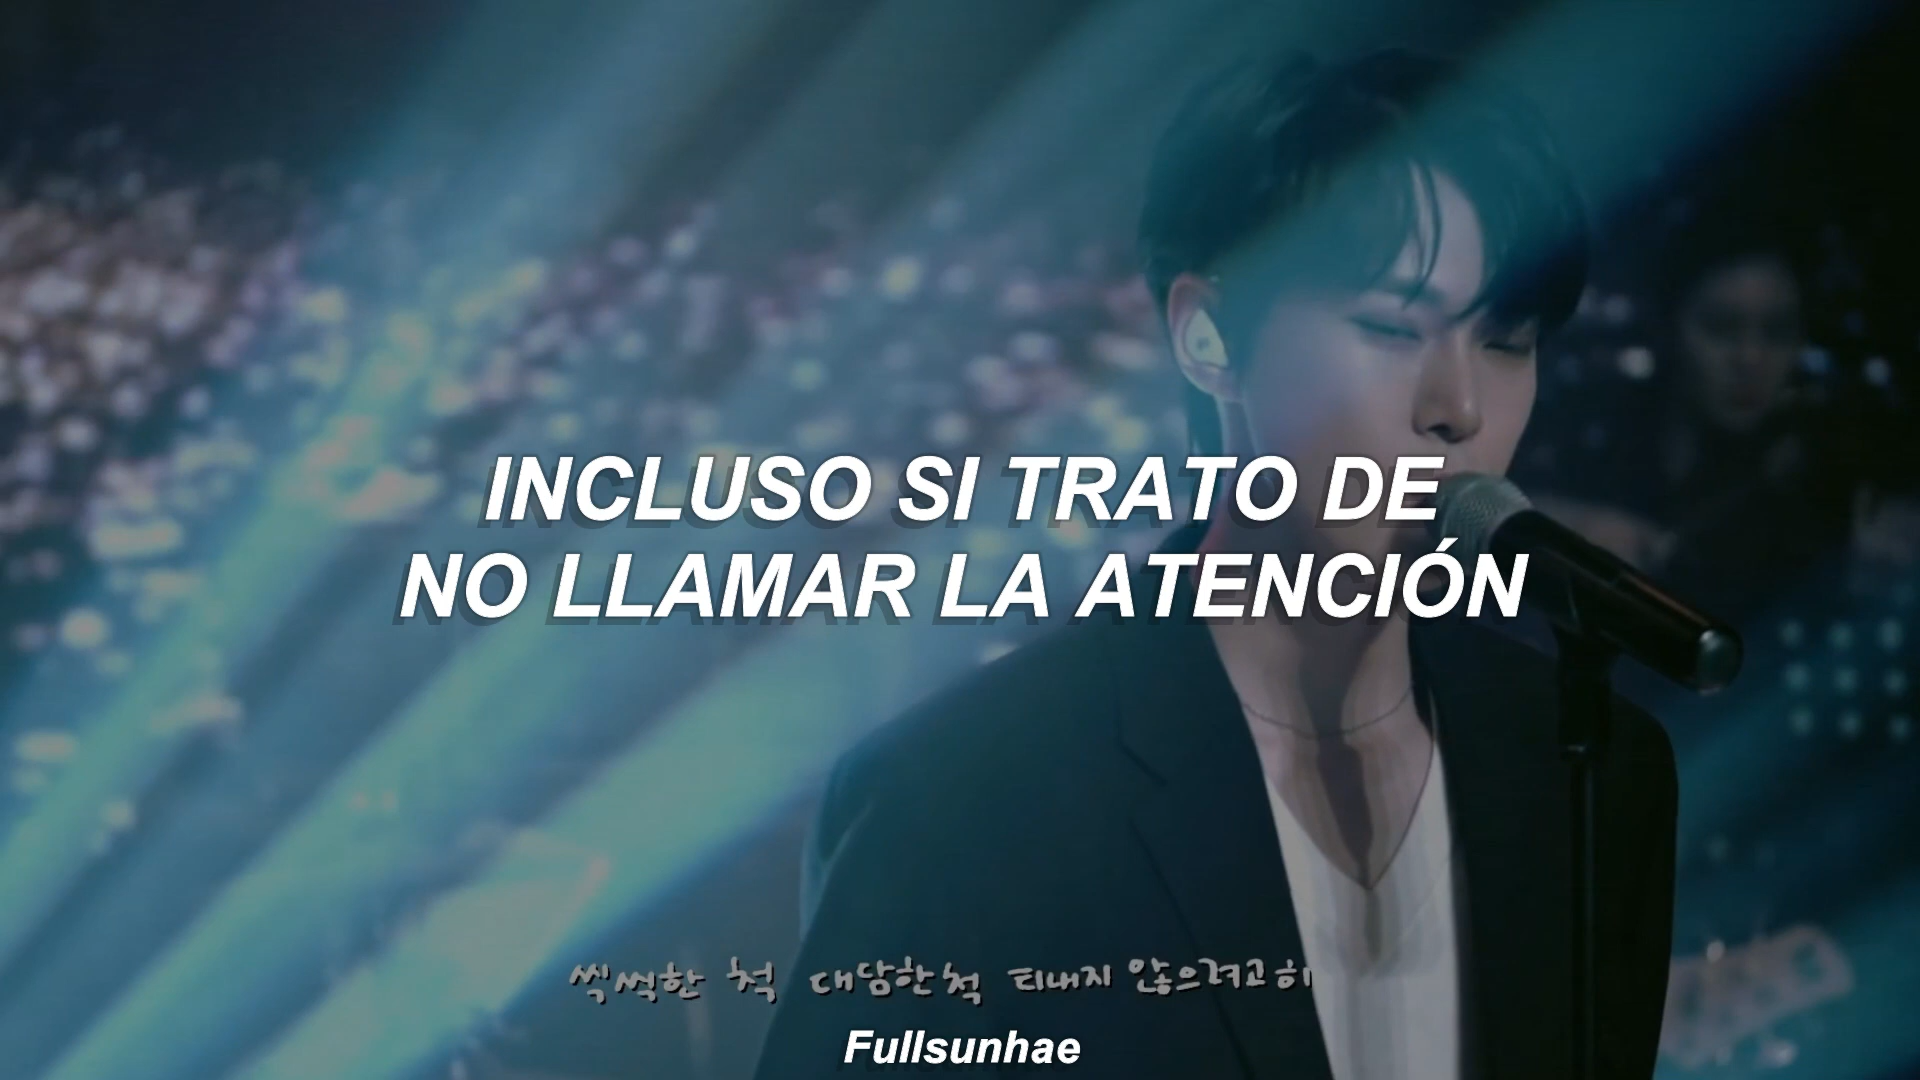 INCLUSO SI TRATO DE
NO LLAMAR LA ATENCIÓN
씩씩한 척 대담한 척 티내지 않으려고 히
Fullsunhae